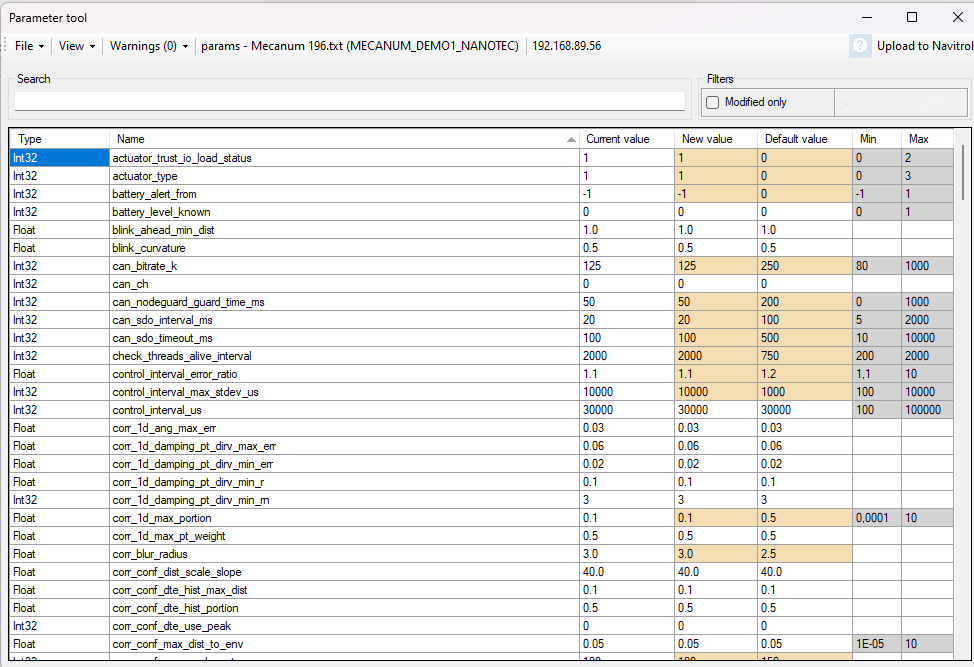 Parameter tool
File View Warnings (0) params - Mecanum 196.txt (MECANUM_DEMO1_NANOTEC) 192.168.89.56 ? Upload to Navitrol
Search Filters
Modified only
Type Name Current value New value Default value Min Max
Int32 actuator_trust_io_load_status 1 1 0 0 2
Int32 actuator_type 1 1 0 0 3
Int32 battery_alert_from -1 -1 0 -1 1
Int32 battery_level_known 0 0 0 0 1
Float blink_ahead_min_dist 1.0 1.0 1.0
Float blink_curvature 0.5 0.5 0.5
Int32 can_bitrate_k 125 125 250 80 1000
Int32 can_ch 0 0 0
Int32 can_nodeguard_guard_time_ms 50 50 200 0 1000
Int32 can_sdo_interval_ms 20 20 100 5 2000
Int32 can_sdo_timeout_ms 100 100 500 10 10000
Int32 check_threads_alive_interval 2000 2000 750 200 2000
Float control_interval_error_ratio 1.1 1.1 1.2 1,1 10
Int32 control_interval_max_stdev_us 10000 10000 1000 100 10000
Int32 control_interval_us 30000 30000 30000 100 100000
Float corr_1d_ang_max_err 0.03 0.03 0.03
Float corr_1d_damping_pt_dirv_max_err 0.06 0.06 0.06
Float corr_1d_damping_pt_dirv_min_err 0.02 0.02 0.02
Float corr_1d_damping_pt_dirv_min_r 0.1 0.1 0.1
Int32 corr_1d_damping_pt_dirv_min_rn 3 3 3
Float corr_1d_max_portion 0.1 0.1 0.5 0,0001 10
Float corr_1d_max_pt_weight 0.5 0.5 0.5
Float corr_blur_radius 3.0 3.0 2.5
Float corr_conf_dist_scale_slope 40.0 40.0 40.0
Float corr_conf_dte_hist_max_dist 0.1 0.1 0.1
Float corr_conf_dte_hist_portion 0.5 0.5 0.5
Int32 corr_conf_dte_use_peak 0 0 0
Float corr_conf_max_dist_to_env 0.05 0.05 0.05 1E-05 10